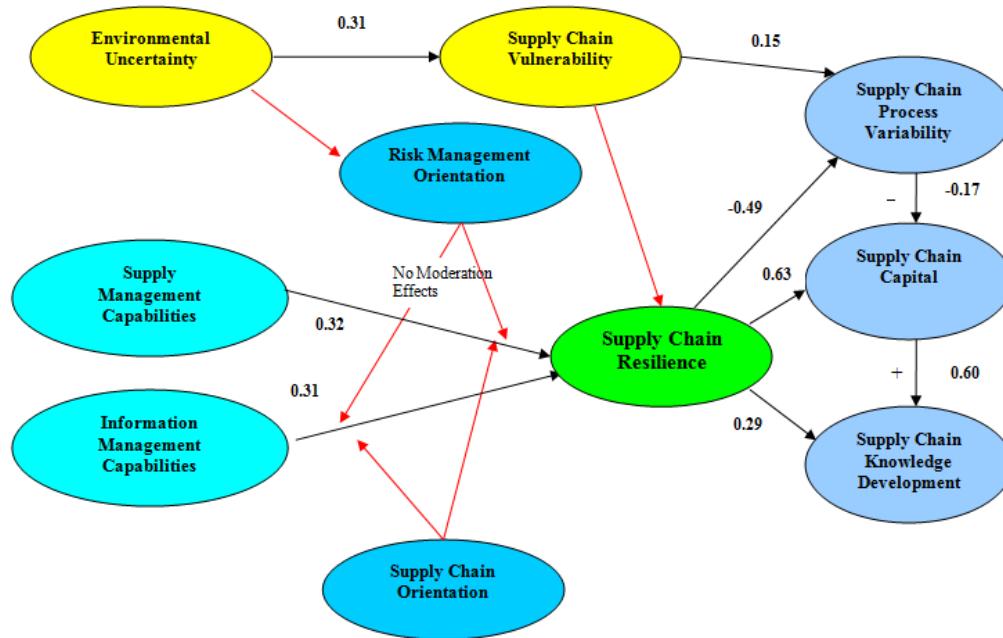 Environmental
Uncertainty
0.31
Supply Chain
Vulnerability
0.15
Supply Chain
Process
Variability
Risk Management
Orientation
-0.49
–
-0.17
Supply
Management
Capabilities
No Moderation
Effects
0.63
Supply Chain
Capital
0.32
Supply Chain
Resilience
0.31
+
0.60
Information
Management
Capabilities
0.29
Supply Chain
Knowledge
Development
Supply Chain
Orientation